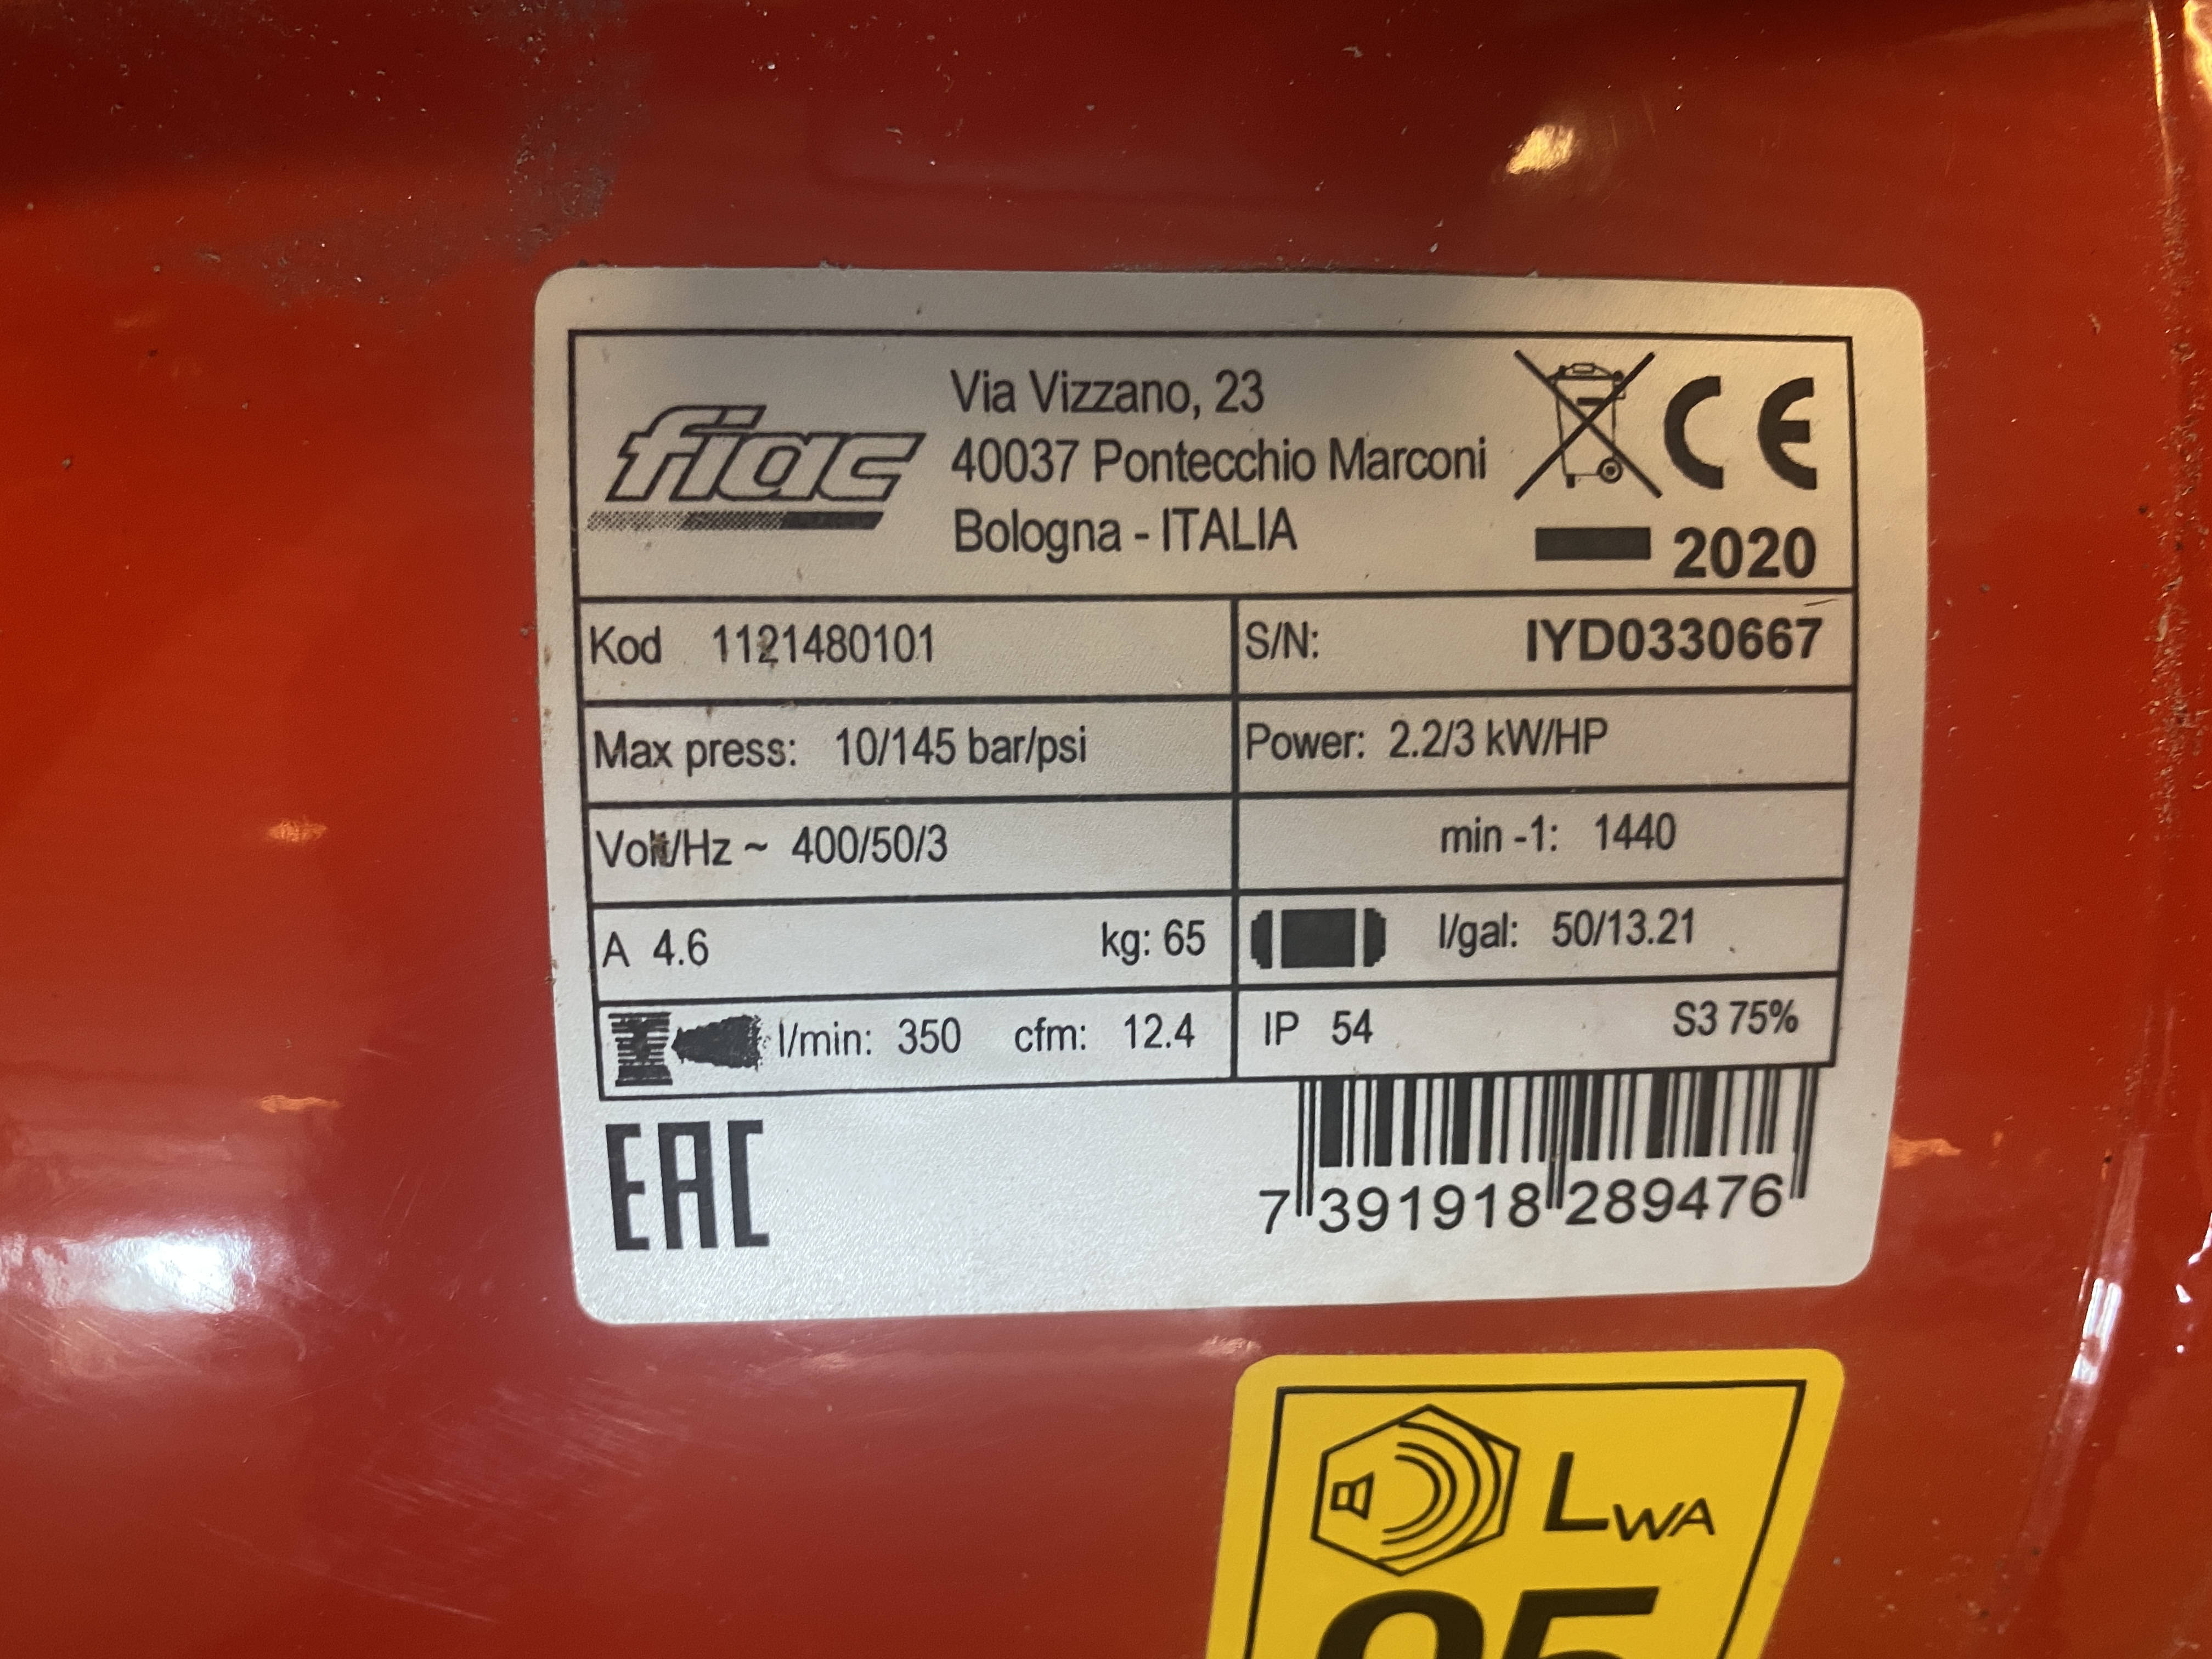 fiac
Via Vizzano, 23
40037 Pontecchio Marconi
Bologna - ITALIA
CE
2020
Kod 1121480101
S/N: IYD0330667
Max press: 10/145 bar/psi
Power: 2.2/3 kW/HP
Volt/Hz ~ 400/50/3
min -1: 1440
A 4.6 kg: 65
l/gal: 50/13.21
l/min: 350 cfm: 12.4
IP 54 S3 75%
EAC
7 391918 289476
LWA